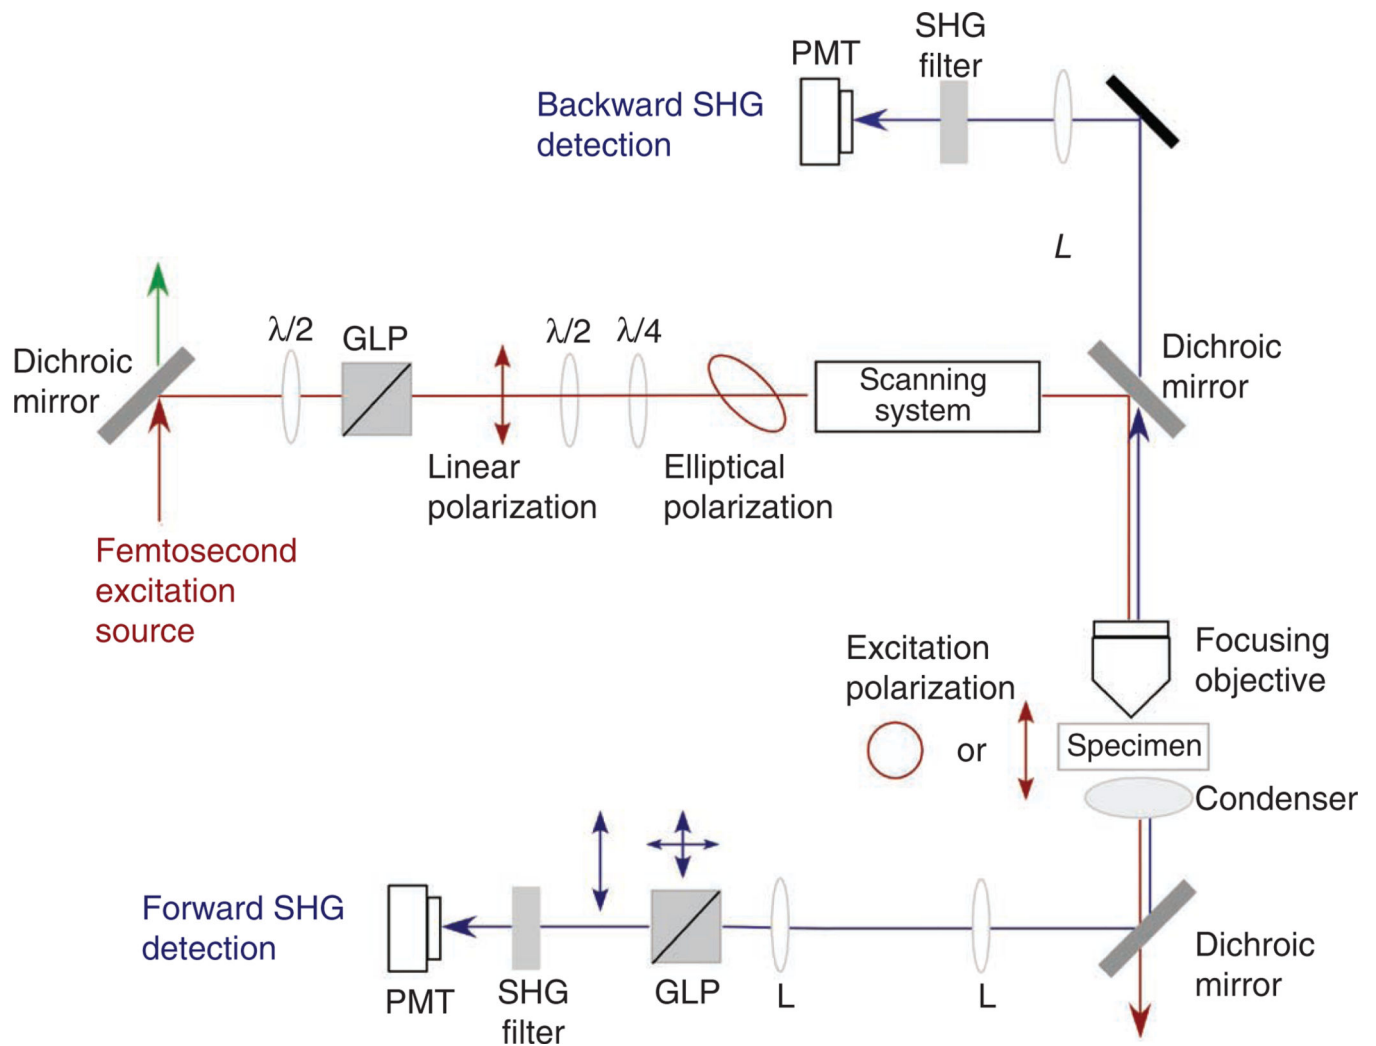 SHG
filter
PMT
Backward SHG
detection
L
Dichroic
mirror
λ/2
GLP
λ/2
λ/4
Scanning
system
Dichroic
mirror
Linear
polarization
Elliptical
polarization
Femtosecond
excitation
source
Excitation
polarization
or
Focusing
objective
Specimen
Condenser
Forward SHG
detection
PMT
SHG
filter
GLP
L
L
Dichroic
mirror